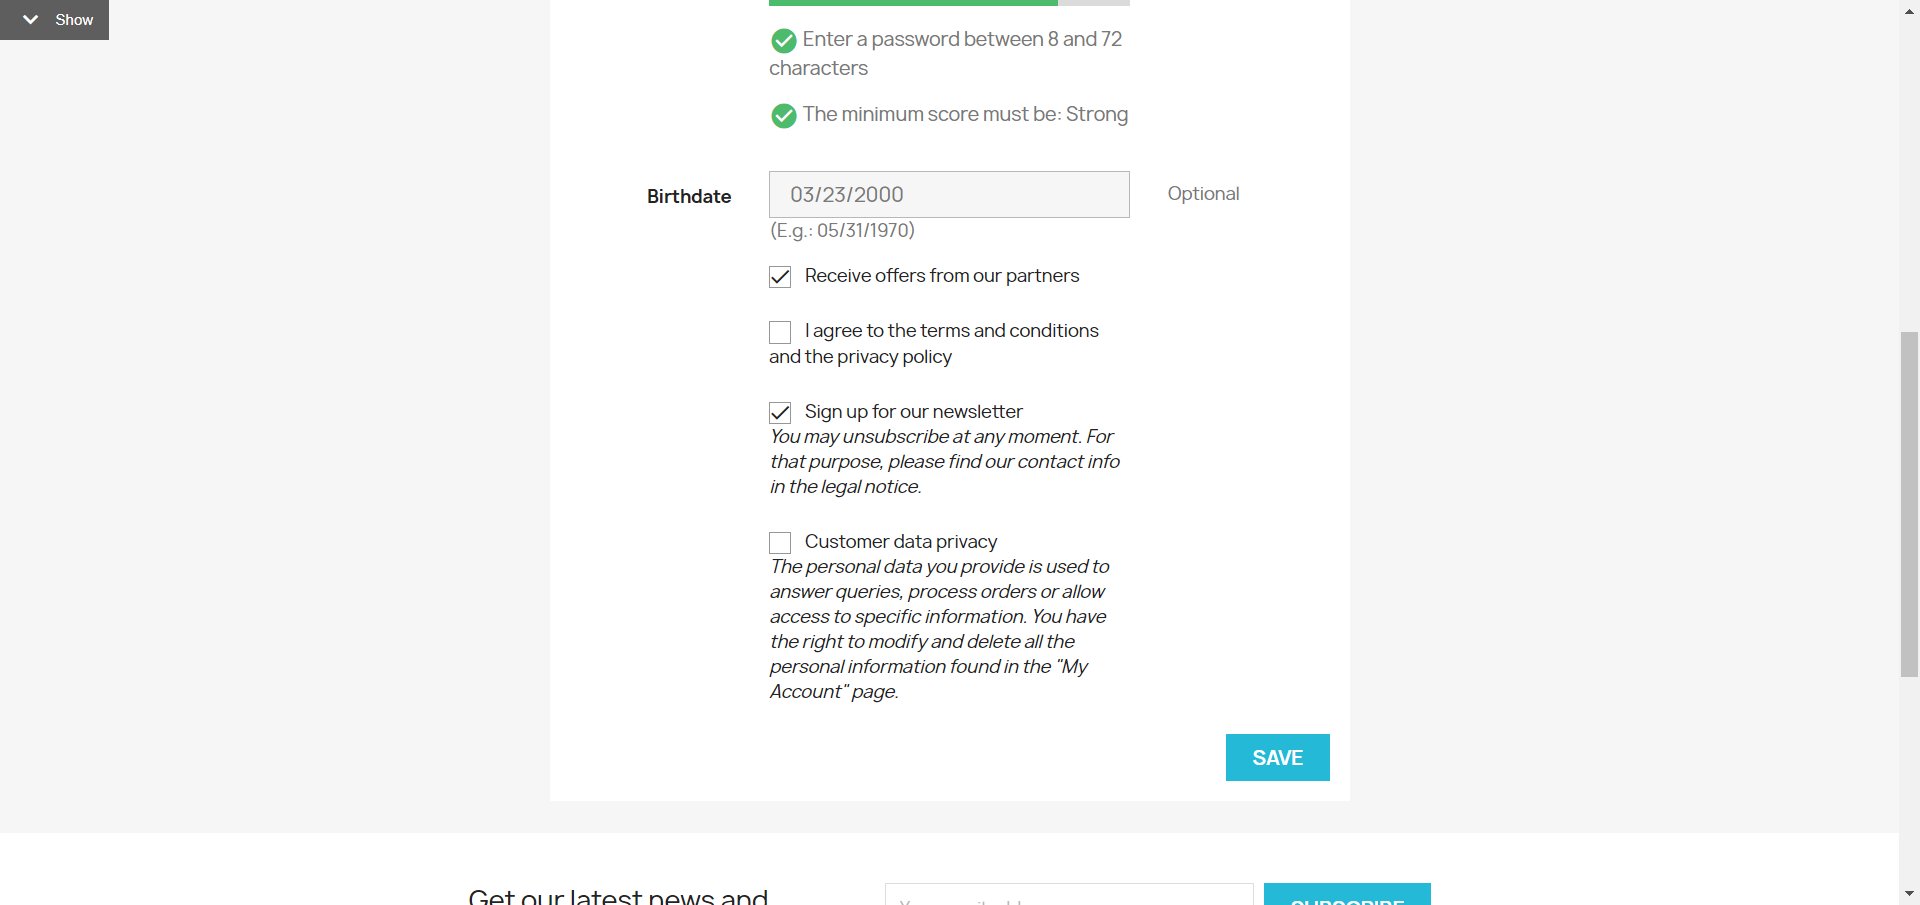 Show
Enter a password between 8 and 72
characters
The minimum score must be: Strong
Birthdate
03/23/2000
Optional
(E.g.: 05/31/1970)
Receive offers from our partners
I agree to the terms and conditions
and the privacy policy
Sign up for our newsletter
You may unsubscribe at any moment. For
that purpose, please find our contact info
in the legal notice.
Customer data privacy
The personal data you provide is used to
answer queries, process orders or allow
access to specific information. You have
the right to modify and delete all the
personal information found in the "My
Account" page.
SAVE
Get our latest news and
SUBSCRIBE